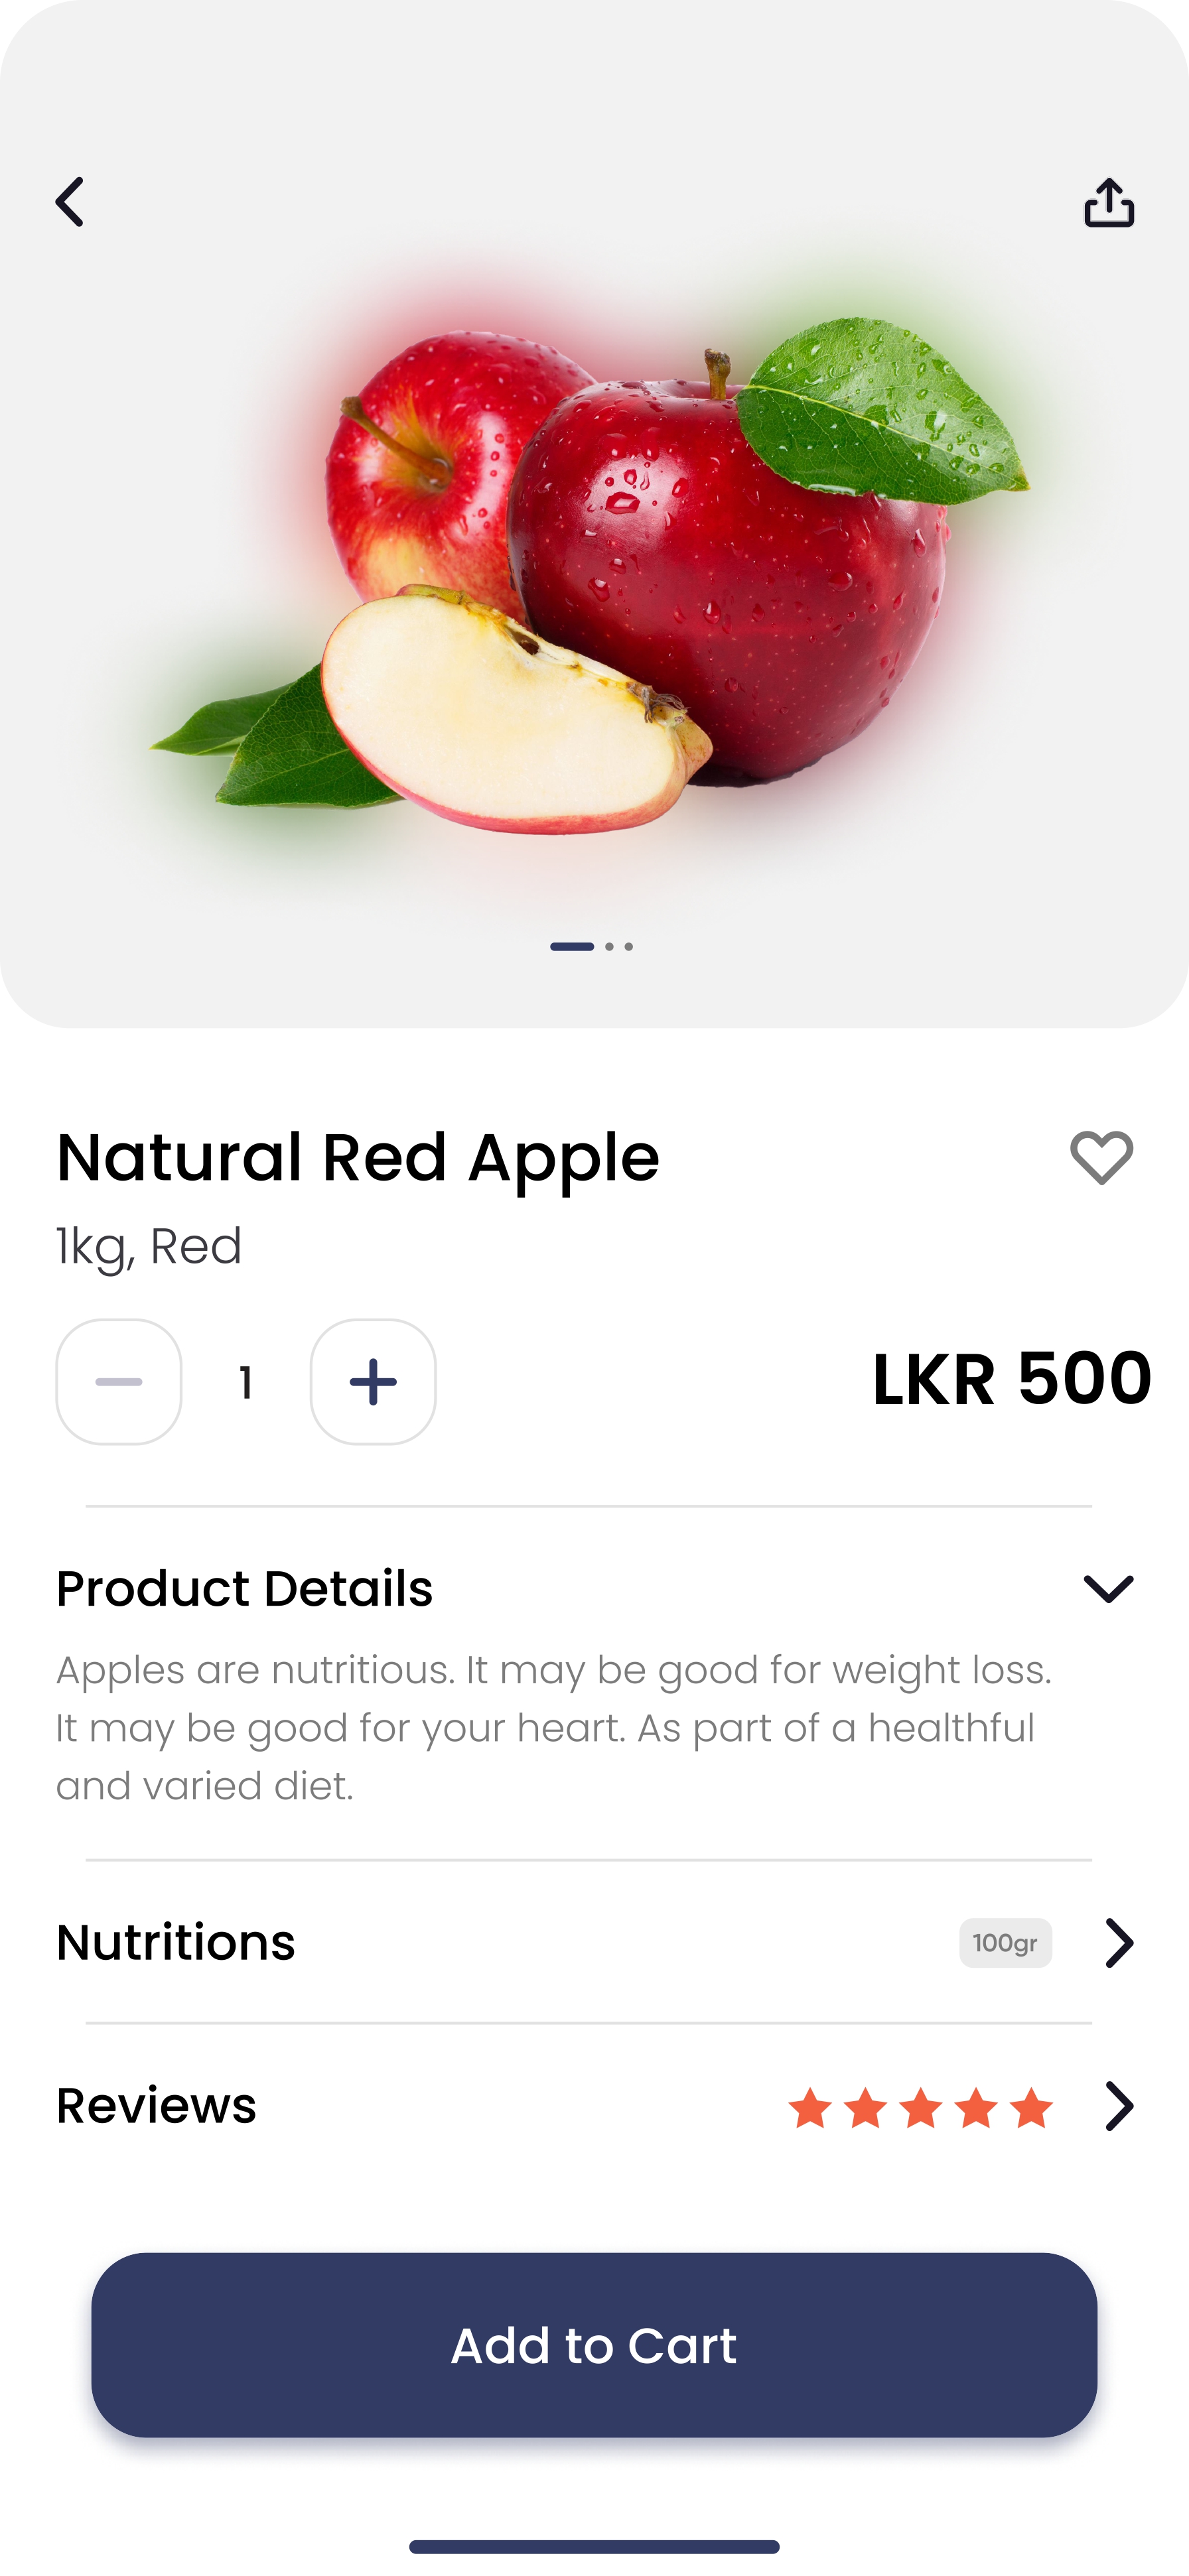 Natural Red Apple
1kg, Red
1
LKR 500
Product Details
Apples are nutritious. It may be good for weight loss.
It may be good for your heart. As part of a healthful
and varied diet.
Nutritions
100gr
Reviews
Add to Cart